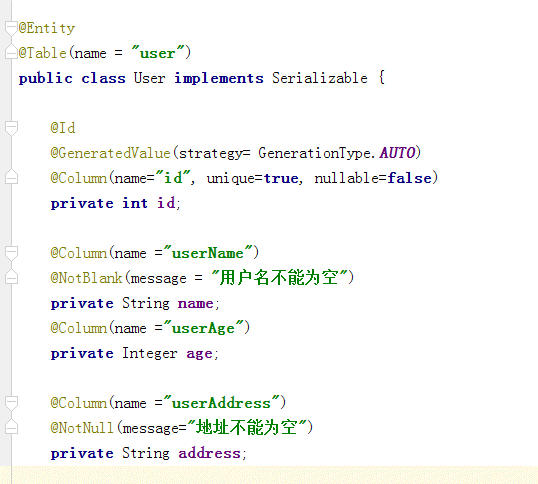 @Entity
@Table(name = "user")
public class User implements Serializable {
@Id
@GeneratedValue(strategy= GenerationType.AUTO)
@Column(name="id", unique=true, nullable=false)
private int id;
@Column(name ="userName")
@NotBlank(message = "用户名不能为空")
private String name;
@Column(name ="userAge")
private Integer age;
@Column(name ="userAddress")
@NotNull(message="地址不能为空")
private String address;